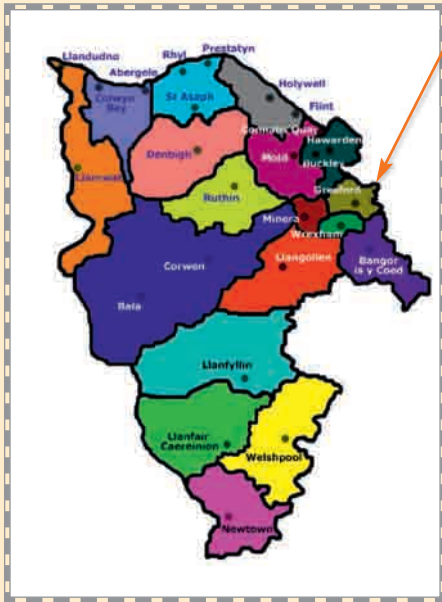 Prestatyn
Rhyl
Llandudno
Abergele
Holywell
Colwyn
Bay
St Asaph
Flint
Connahs Quay
Hawarden
Denbigh
Mold
Buckley
Llanrwst
Ruthin
Gresford
Minera
Wrexham
Corwen
Llangollen
Bangor
is y Coed
Bala
Llanfyllin
Llanfair
Caereinion
Welshpool
Newtown